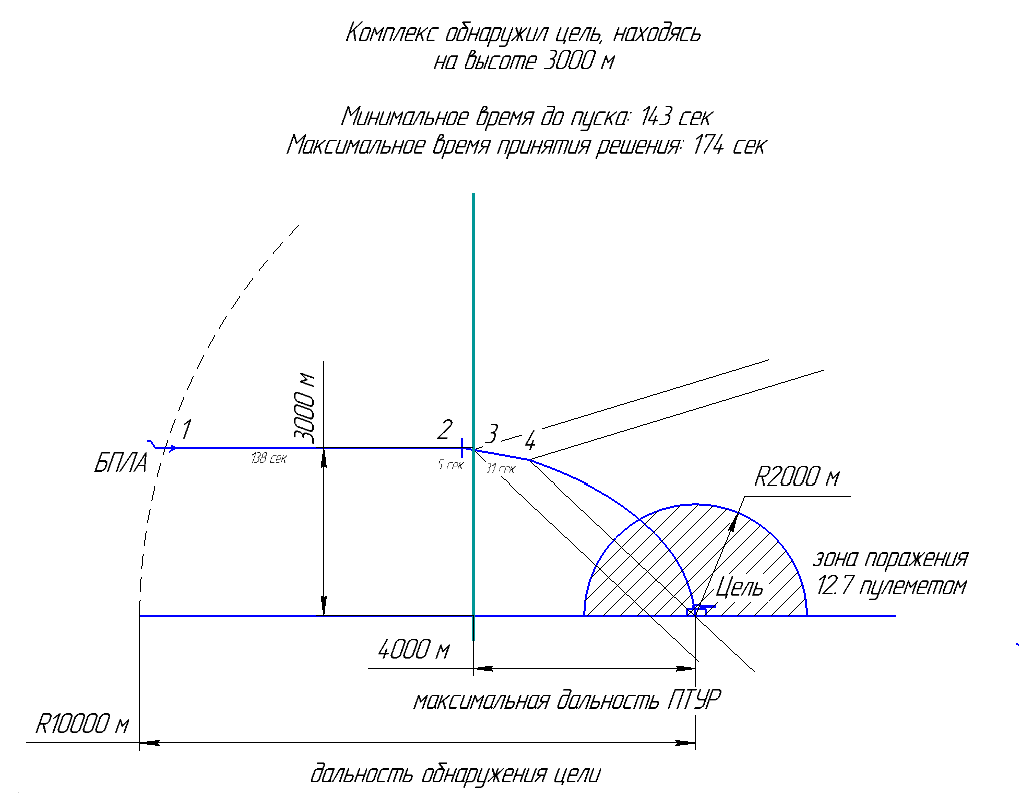 Комплекс обнаружил цель, находясь
на высоте 3000 м
Минимальное время до пуска: 143 сек
Максимальное время принятия решения: 174 сек
1
2
3
4
3000 м
БПЛА
138 сек
5 сек
31 сек
R2000 м
зона поражения
12.7 пулеметом
Цель
4000 м
максимальная дальность ПТУР
R10000 м
дальность обнаружения цели